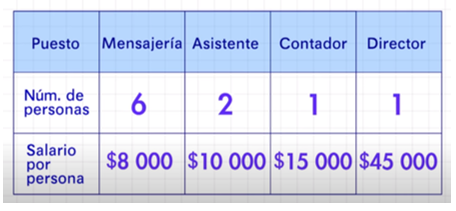 Puesto Mensajería Asistente Contador Director
Núm. de
personas 6 2 1 1
Salario
por
persona $8 000 $10 000 $15 000 $45 000